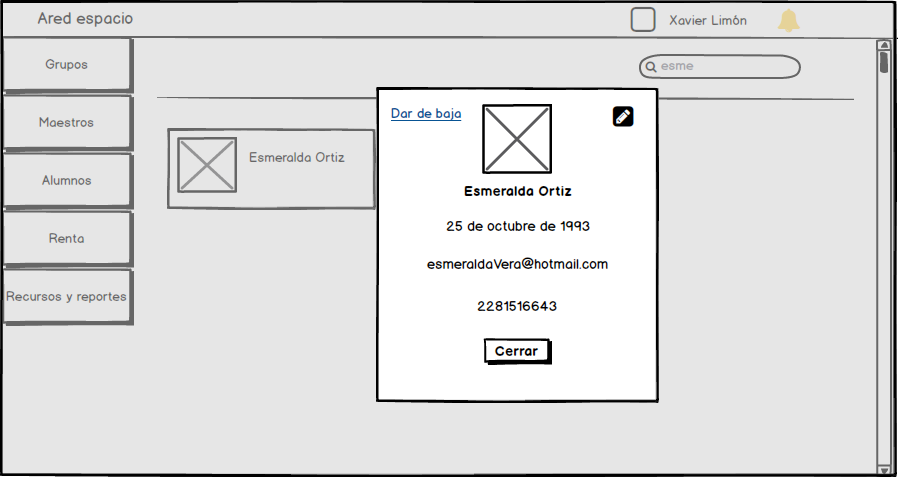 Ared espacio
Xavier Limón
Grupos
Maestros
Alumnos
Renta
Recursos y reportes
esme
Esmeralda Ortiz
Dar de baja
Esmeralda Ortiz
25 de octubre de 1993
esmeraldaVera@hotmail.com
2281516643
Cerrar